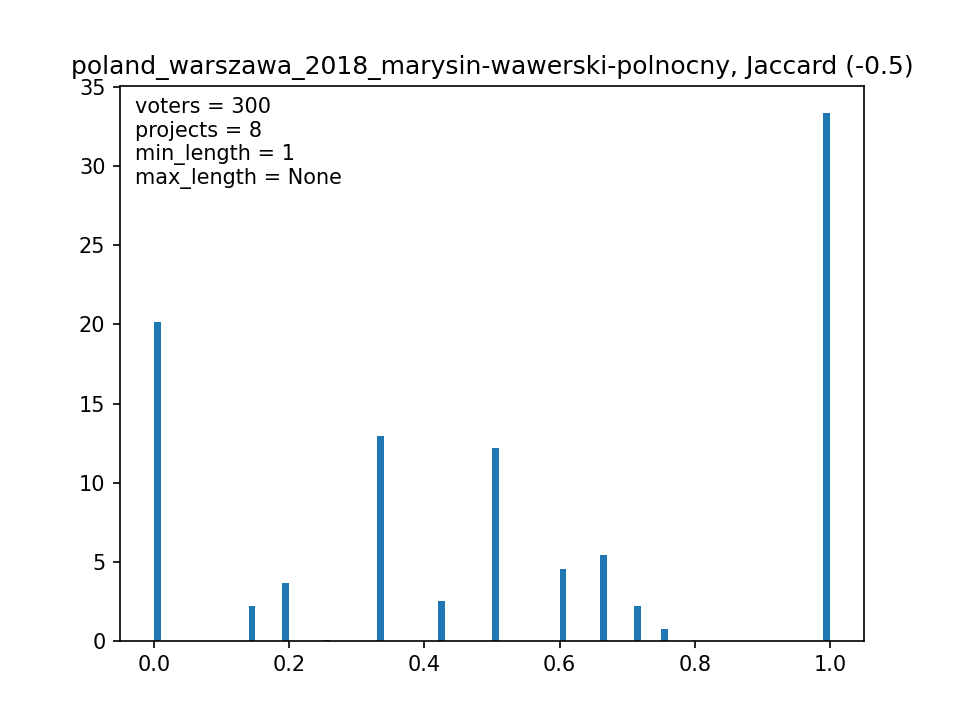 poland_warszawa_2018_marysin-wawerski-polnocny, Jaccard (-0.5)
voters = 300
projects = 8
min_length = 1
max_length = None
35
30
25
20
15
10
5
0
0.0 0.2 0.4 0.6 0.8 1.0